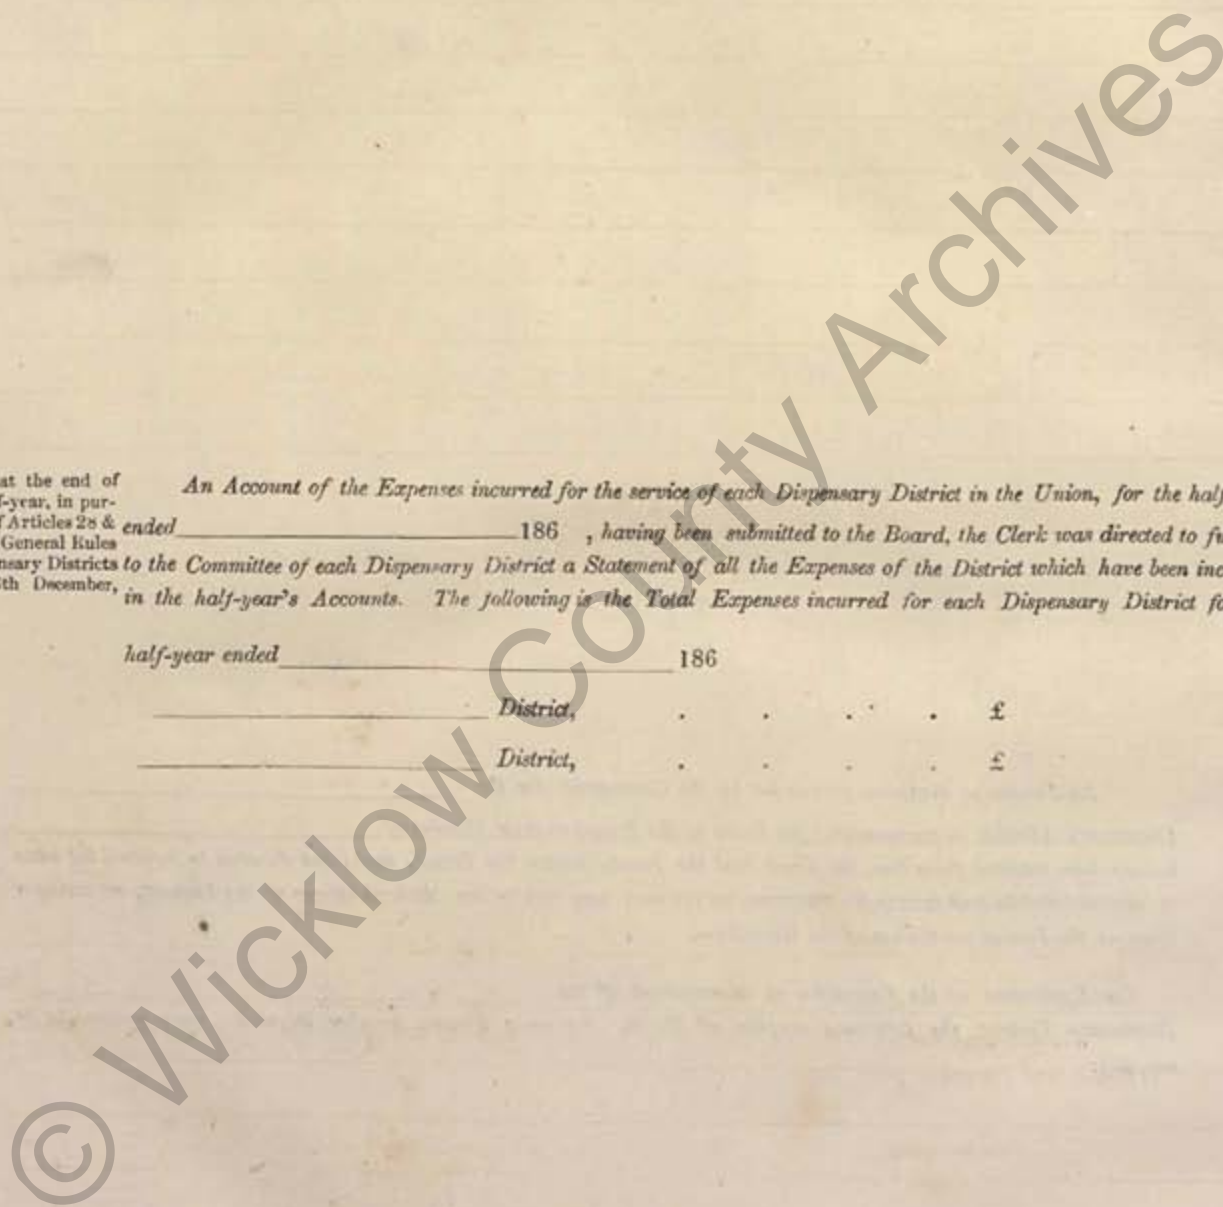 at the end of
f-year, in pur-
f Articles 28 &
General Rules
nsary Districts
th December,
An Account of the Expenses incurred for the service of each Dispensary District in the Union, for the half
ended 186 , having been submitted to the Board, the Clerk was directed to fu
to the Committee of each Dispensary District a Statement of all the Expenses of the District which have been inc
in the half-year's Accounts. The following is the Total Expenses incurred for each Dispensary District fo
half-year ended 186
District, . . . . £
District, . . . . £
© Wicklow County Archives